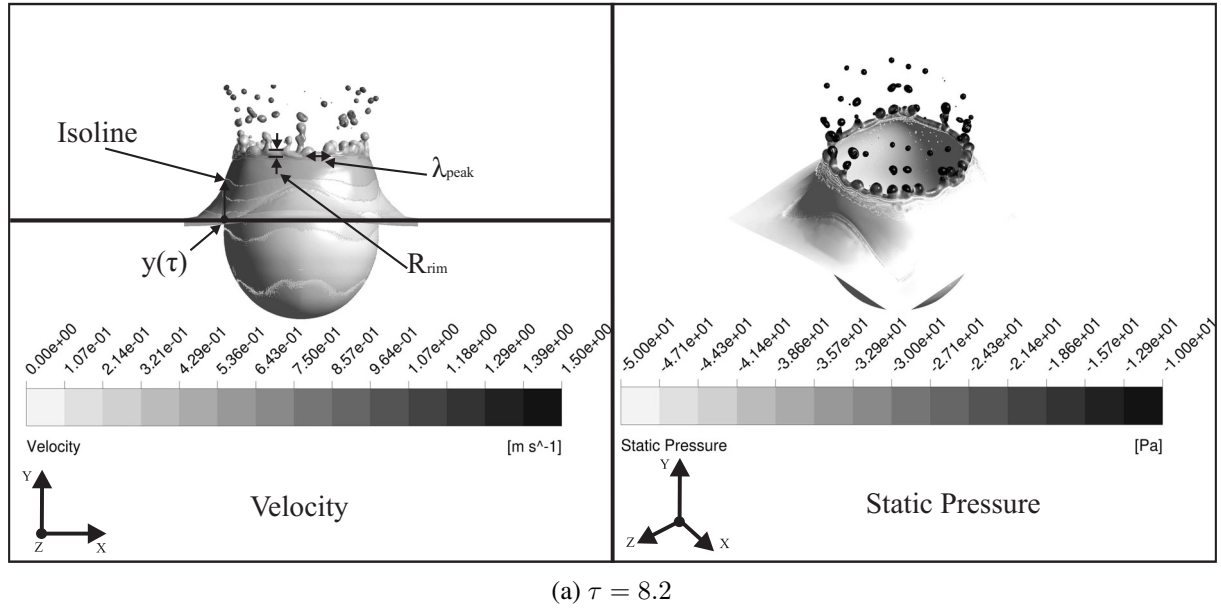 Isoline
λpeak
y(τ)
Rrim
0.00e+00
1.07e-01
2.14e-01
3.21e-01
4.29e-01
5.36e-01
6.43e-01
7.50e-01
8.57e-01
9.64e-01
1.07e+00
1.18e+00
1.29e+00
1.39e+00
1.50e+00
Velocity
[m s^-1]
Y
Z
X
Velocity
-5.00e+01
-4.71e+01
-4.43e+01
-4.14e+01
-3.86e+01
-3.57e+01
-3.29e+01
-3.00e+01
-2.71e+01
-2.43e+01
-2.14e+01
-1.86e+01
-1.57e+01
-1.29e+01
-1.00e+01
Static Pressure
[Pa]
Y
Z
X
Static Pressure
(a) τ = 8.2